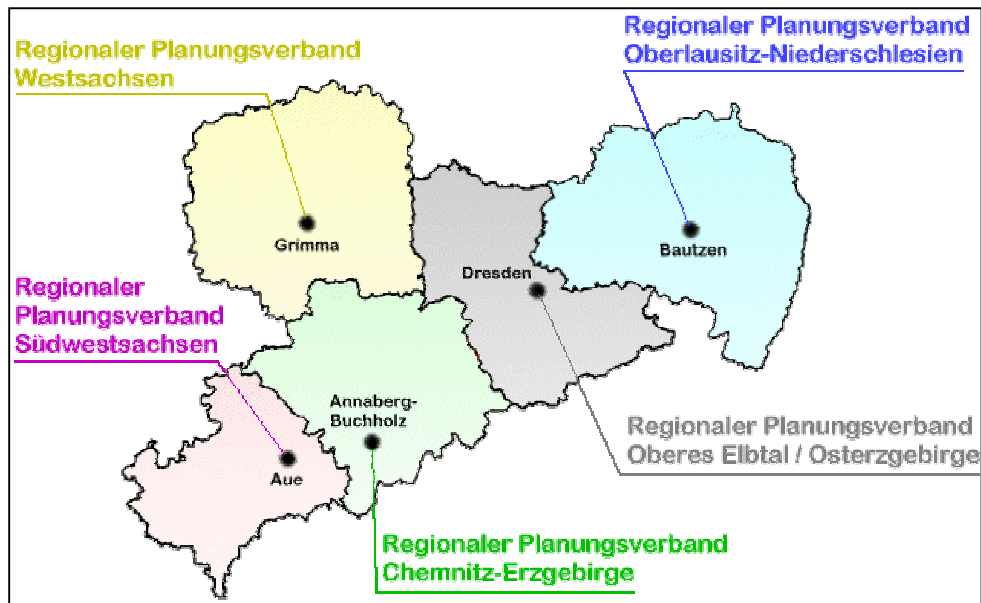 Regionaler Planungsverband
Westsachsen
Regionaler Planungsverband
Oberlausitz-Niederschlesien
Grimma
Bautzen
Dresden
Regionaler
Planungsverband
Südwestsachsen
Annaberg-
Buchholz
Aue
Regionaler Planungsverband
Oberes Elbtal / Osterzgebirge
Regionaler Planungsverband
Chemnitz-Erzgebirge